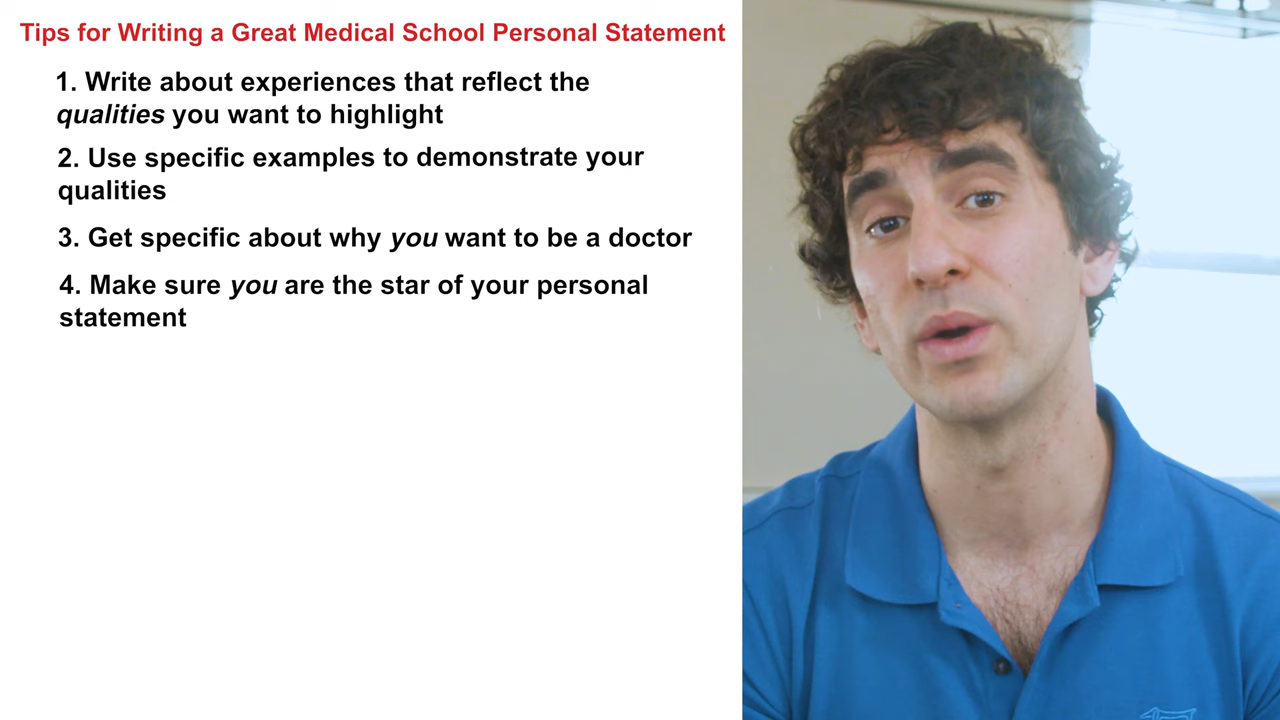 Tips for Writing a Great Medical School Personal Statement
1. Write about experiences that reflect the
qualities you want to highlight
2. Use specific examples to demonstrate your
qualities
3. Get specific about why you want to be a doctor
4. Make sure you are the star of your personal
statement